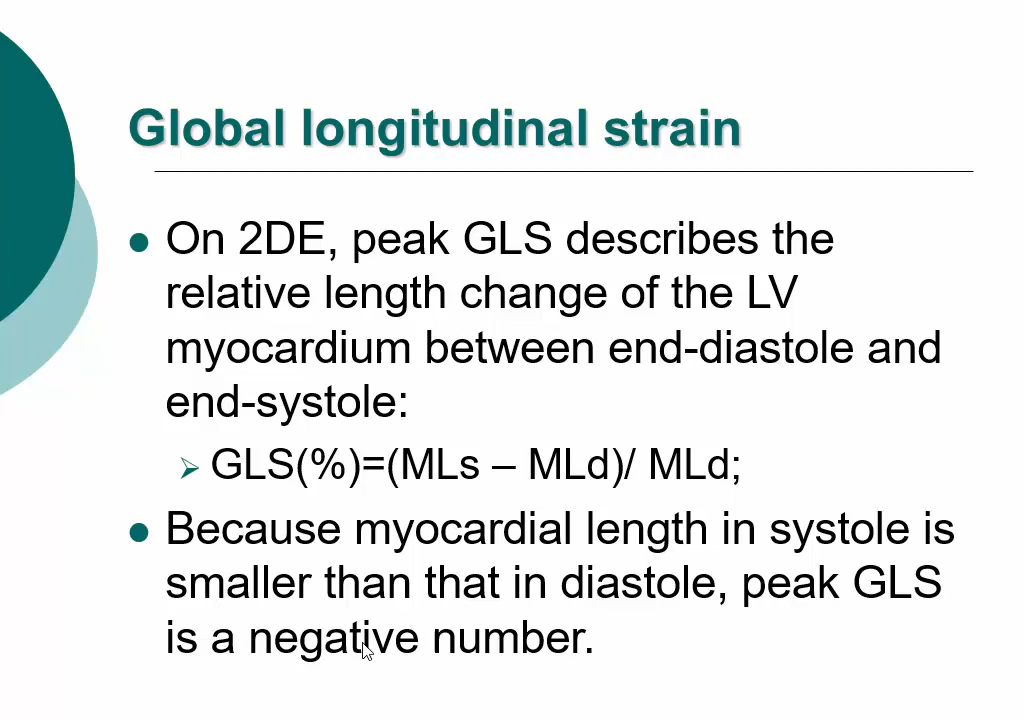 Global longitudinal strain
On 2DE, peak GLS describes the
relative length change of the LV
myocardium between end-diastole and
end-systole:
GLS(%)=(MLs – MLd)/ MLd;
Because myocardial length in systole is
smaller than that in diastole, peak GLS
is a negative number.